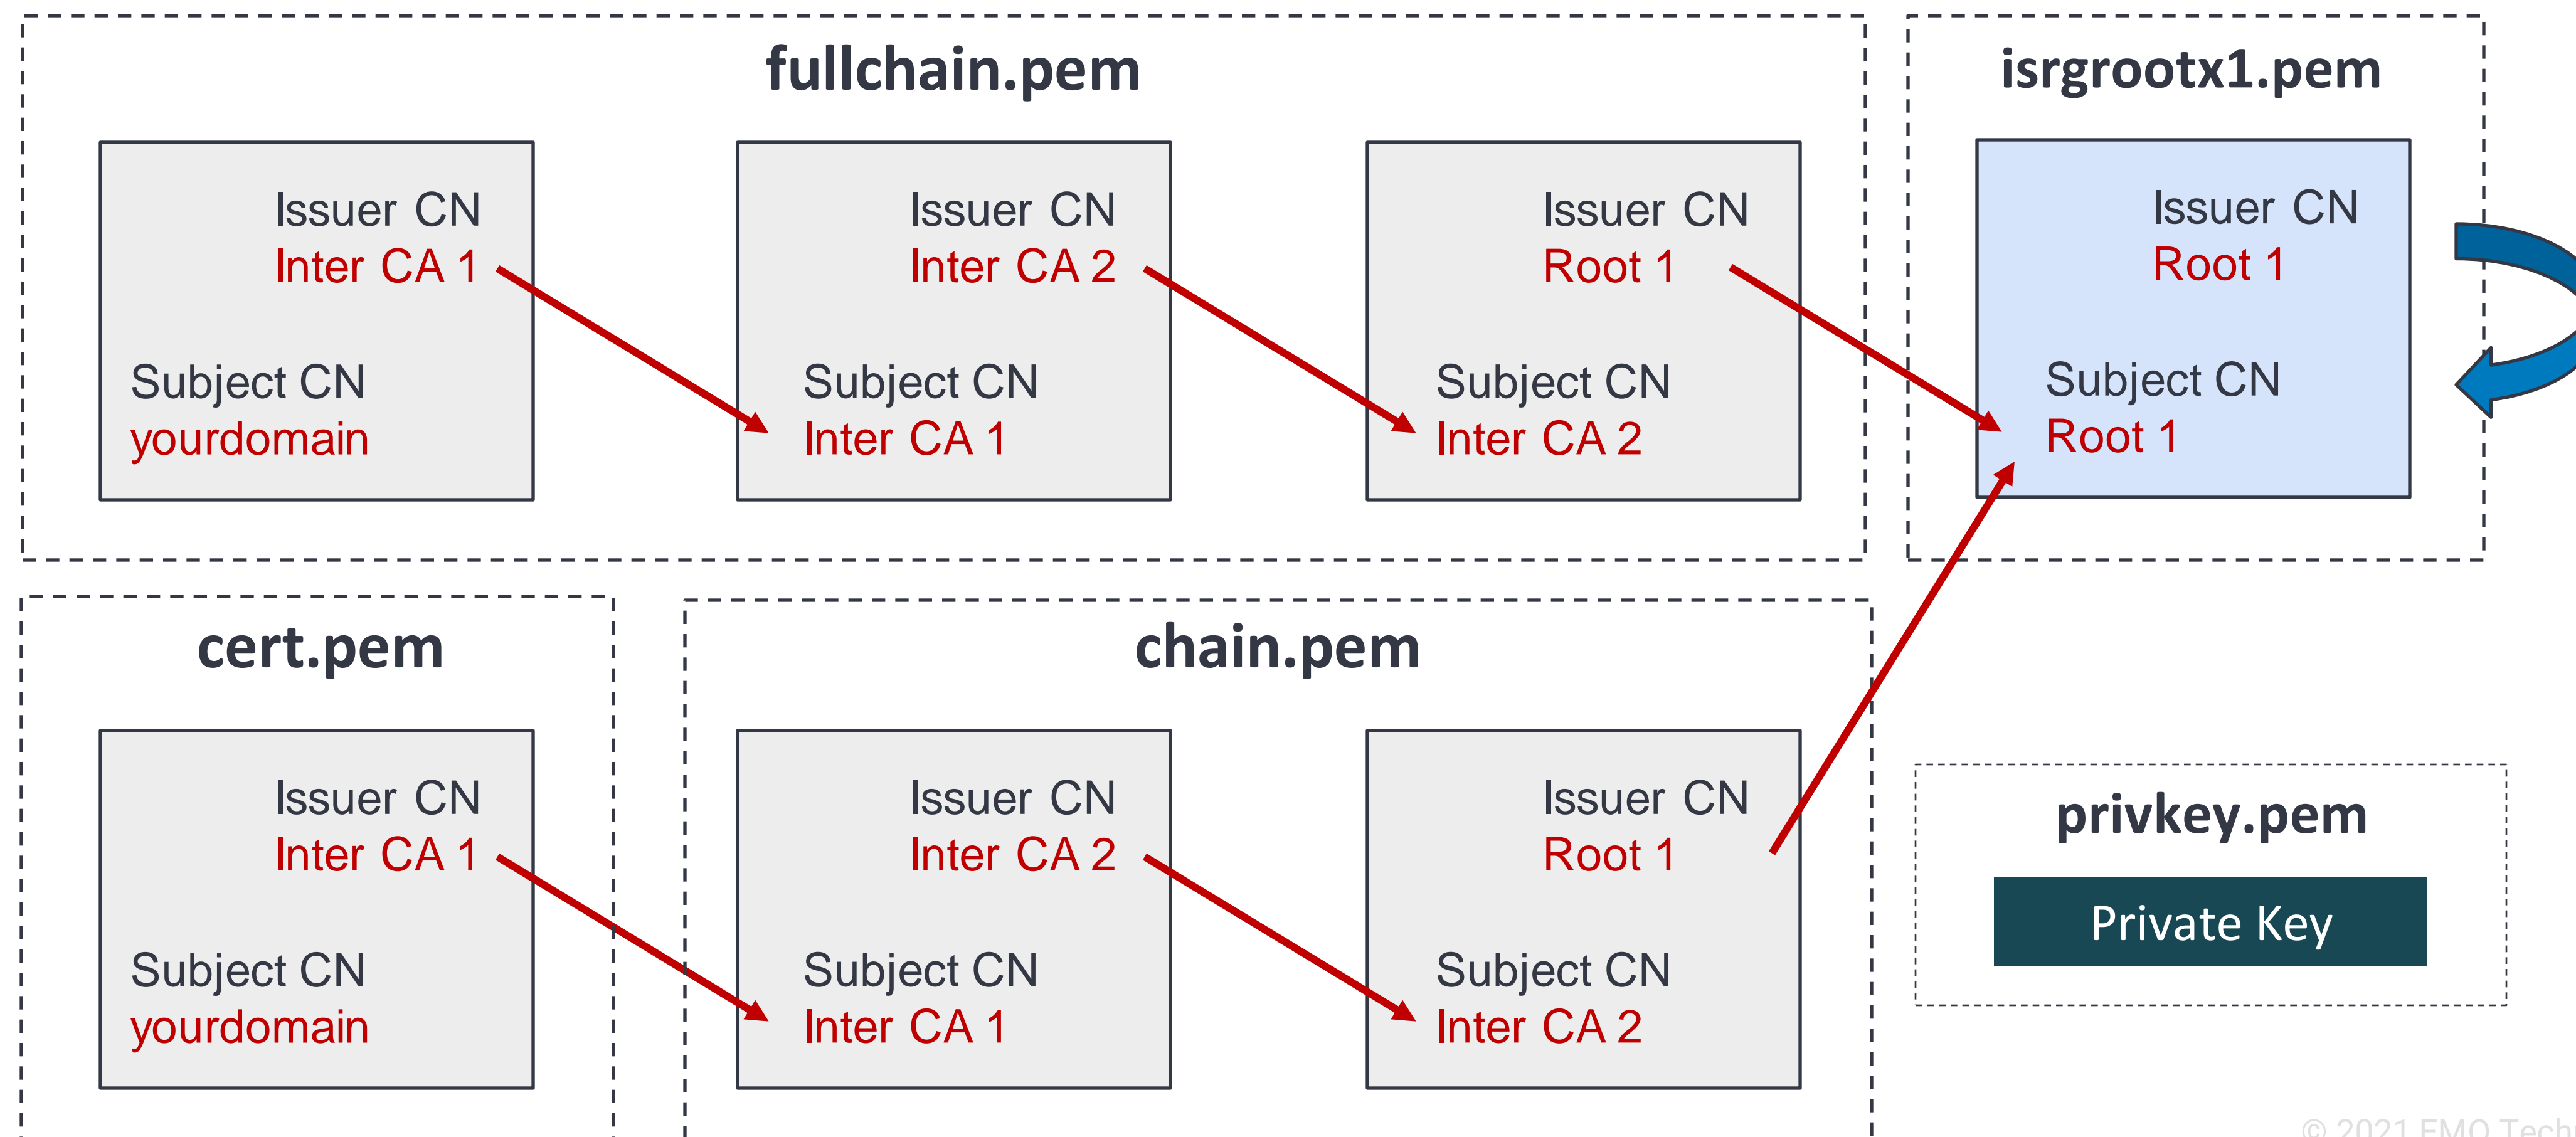 fullchain.pem
Issuer CN
Inter CA 1
Subject CN
yourdomain
Issuer CN
Inter CA 2
Subject CN
Inter CA 1
Issuer CN
Root 1
Subject CN
Inter CA 2
isrgrootx1.pem
Issuer CN
Root 1
Subject CN
Root 1
cert.pem
Issuer CN
Inter CA 1
Subject CN
yourdomain
chain.pem
Issuer CN
Inter CA 2
Subject CN
Inter CA 1
Issuer CN
Root 1
Subject CN
Inter CA 2
privkey.pem
Private Key
© 2021 EMQ Tech